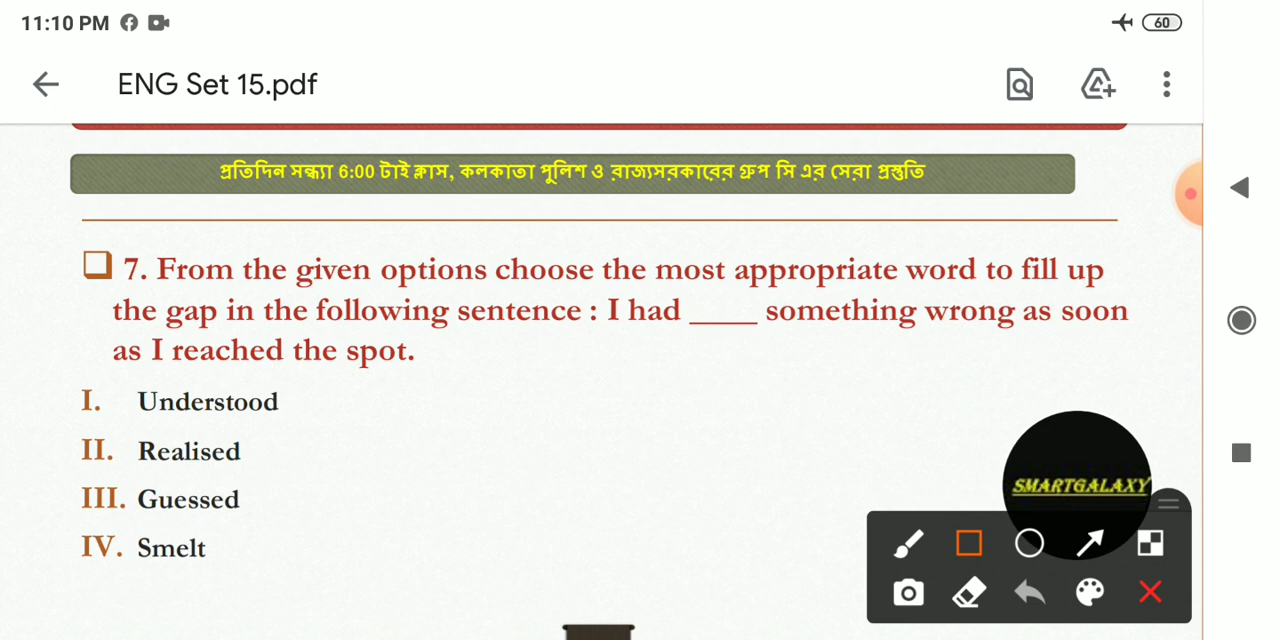 11:10 PM
60
ENG Set 15.pdf
প্রতিদিন সন্ধ্যা 6:00 টাই ক্লাস, কলকাতা পুলিশ ও রাজ্যসরকারের গ্রুপ সি এর সেরা প্রস্তুতি
7. From the given options choose the most appropriate word to fill up
the gap in the following sentence : I had ____ something wrong as soon
as I reached the spot.
I. Understood
II. Realised
III. Guessed
IV. Smelt
SMARTGALAXY